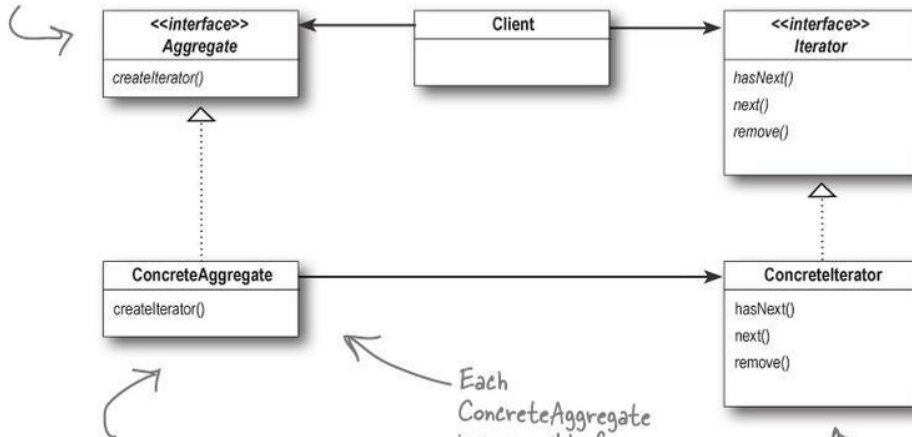 <<interface>>
Aggregate
createIterator()
Client
<<interface>>
Iterator
hasNext()
next()
remove()
ConcreteAggregate
createIterator()
ConcreteIterator
hasNext()
next()
remove()
Each
ConcreteAggregate